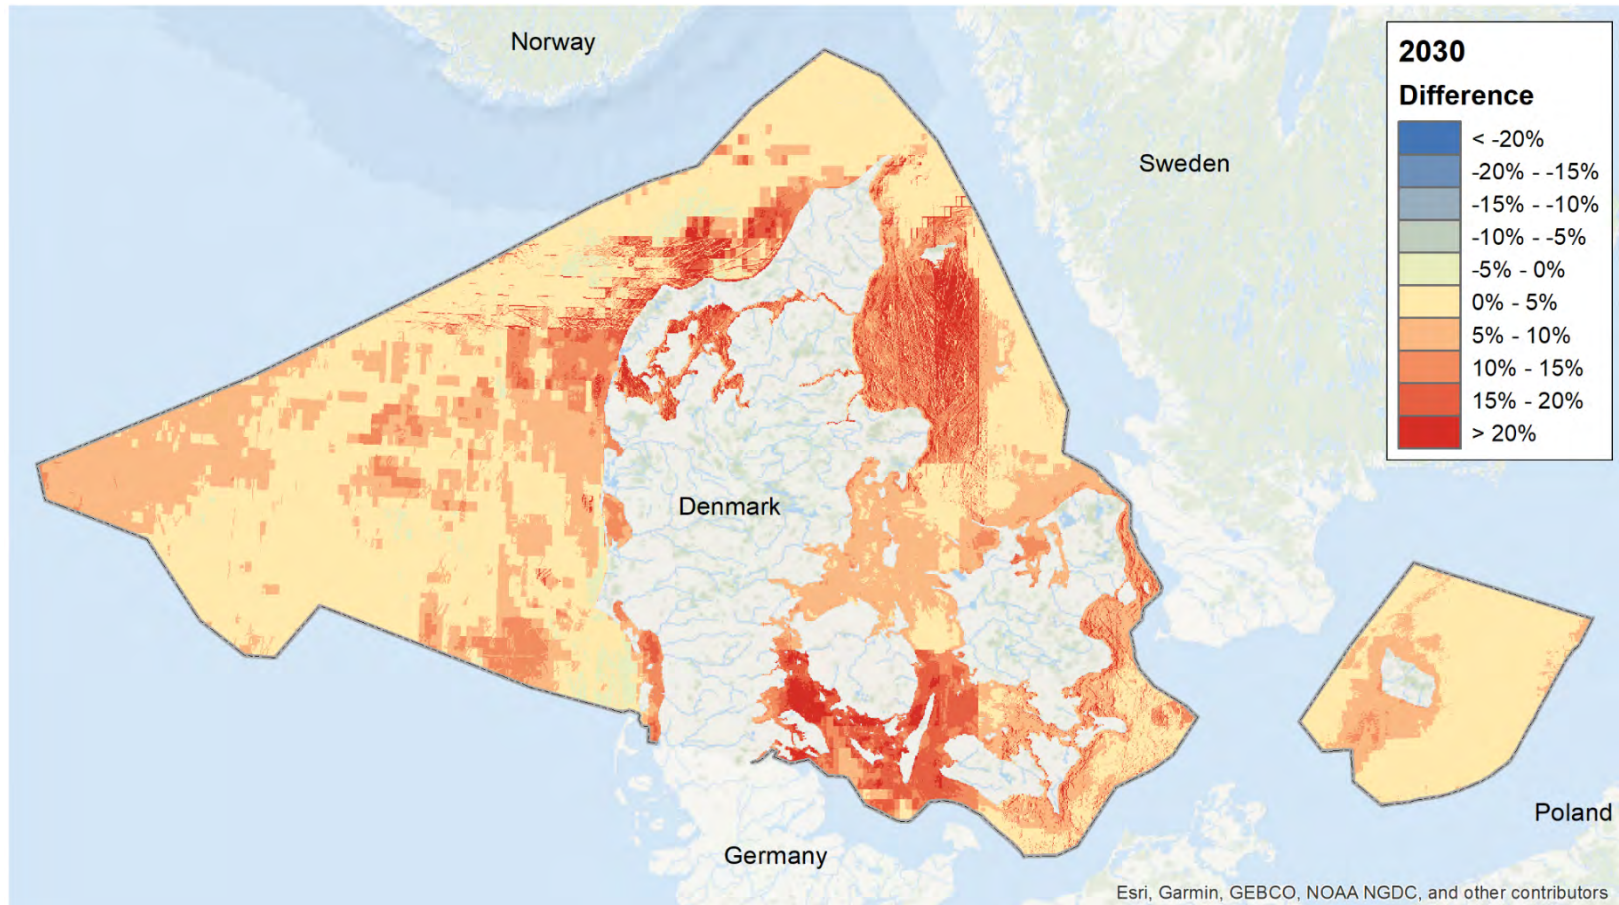 Norway
Sweden
Denmark
Germany
Poland
2030
Difference
< -20%
-20% - -15%
-15% - -10%
-10% - -5%
-5% - 0%
0% - 5%
5% - 10%
10% - 15%
15% - 20%
> 20%
Esri, Garmin, GEBCO, NOAA NGDC, and other contributors